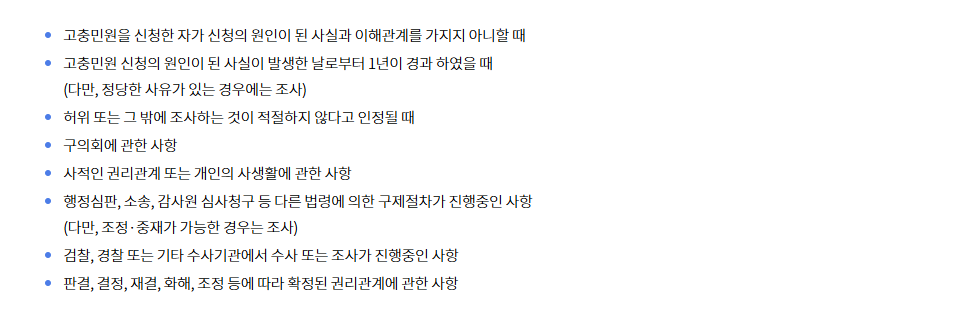 고충민원을 신청한 자가 신청의 원인이 된 사실과 이해관계를 가지지 아니할 때
고충민원 신청의 원인이 된 사실이 발생한 날로부터 1년이 경과 하였을 때
(다만, 정당한 사유가 있는 경우에는 조사)
허위 또는 그 밖에 조사하는 것이 적절하지 않다고 인정될 때
구의회에 관한 사항
사적인 권리관계 또는 개인의 사생활에 관한 사항
행정심판, 소송, 감사원 심사청구 등 다른 법령에 의한 구제절차가 진행중인 사항
(다만, 조정·중재가 가능한 경우는 조사)
검찰, 경찰 또는 기타 수사기관에서 수사 또는 조사가 진행중인 사항
판결, 결정, 재결, 화해, 조정 등에 따라 확정된 권리관계에 관한 사항